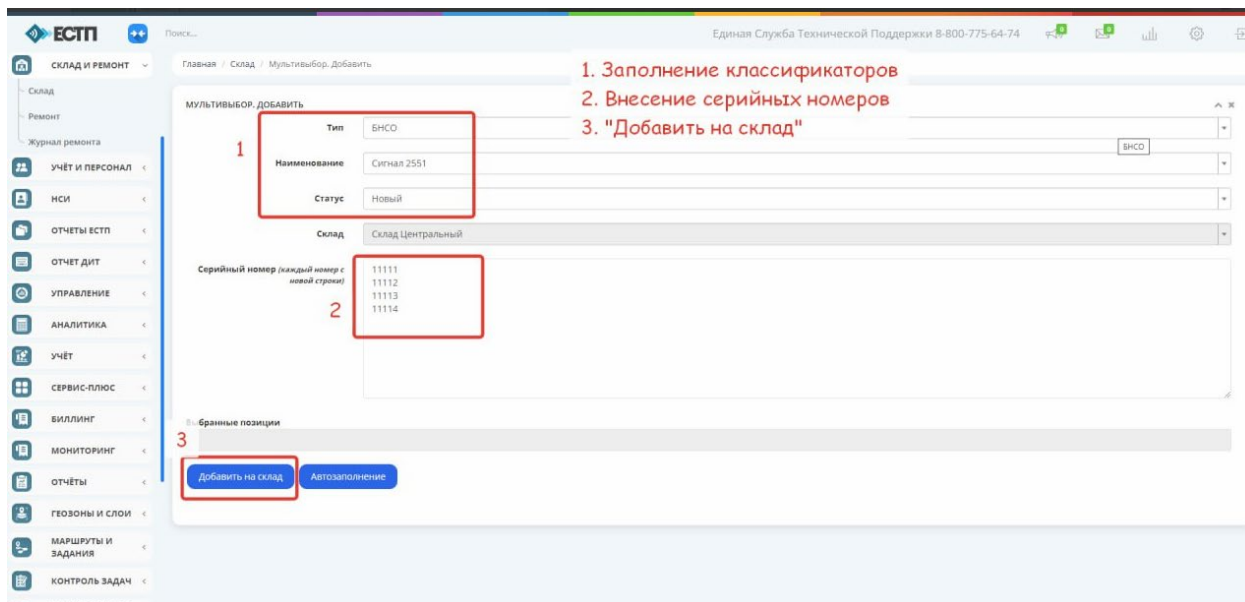 ЕСТП
Поиск...
Единая Служба Технической Поддержки 8-800-775-64-74
0
0
СКЛАД И РЕМОНТ
Склад
Ремонт
Журнал ремонта
УЧЁТ И ПЕРСОНАЛ
НСИ
ОТЧЕТЫ ЕСТП
ОТЧЕТ ДИТ
УПРАВЛЕНИЕ
АНАЛИТИКА
УЧЁТ
СЕРВИС-ПЛЮС
БИЛЛИНГ
МОНИТОРИНГ
ОТЧЁТЫ
ГЕОЗОНЫ И СЛОИ
МАРШРУТЫ И
ЗАДАНИЯ
КОНТРОЛЬ ЗАДАЧ
Главная / Склад / Мультивыбор. Добавить
1. Заполнение классификаторов
2. Внесение серийных номеров
3. "Добавить на склад"
МУЛЬТИВЫБОР. ДОБАВИТЬ
1
Тип БНСО
БНСО
Наименование Сигнал 2551
Статус Новый
Склад Склад Центральный
Серийный номер (каждый номер с
новой строки)
11111
11112
11113
11114
2
Выбранные позиции
3
Добавить на склад Автозаполнение